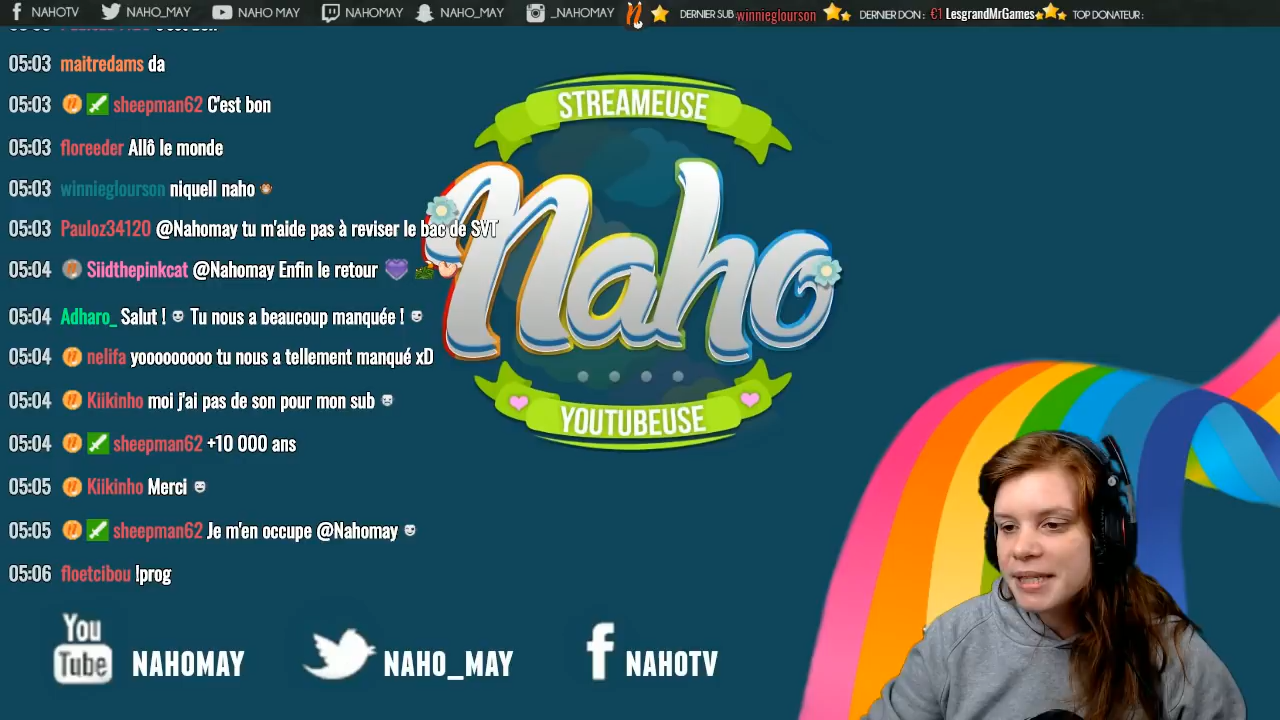 NAHOTV NAHO_MAY NAHO MAY NAHOMAY NAHO_MAY _NAHOMAY DERNIER SUB winnieglourson DERNIER DON : €1 LesgrandMrGames TOP DONATEUR :
05:03 maitredams da
05:03 sheepman62 C'est bon
05:03 floreeder Allô le monde
05:03 winnieglourson niquell naho
05:03 Pauloz34120 @Nahomay tu m'aide pas à reviser le bac de SVT
05:04 Siidthepinkcat @Nahomay Enfin le retour
05:04 Adharo_ Salut ! Tu nous a beaucoup manquée !
05:04 nelifa yooooooooo tu nous a tellement manqué xD
05:04 Kiikinho moi j'ai pas de son pour mon sub
05:04 sheepman62 +10 000 ans
05:05 Kiikinho Merci
05:05 sheepman62 Je m'en occupe @Nahomay
05:06 floetcibou !prog
STREAMEUSE
Naho
YOUTUBEUSE
You
Tube NAHOMAY NAHO_MAY NAHOTV